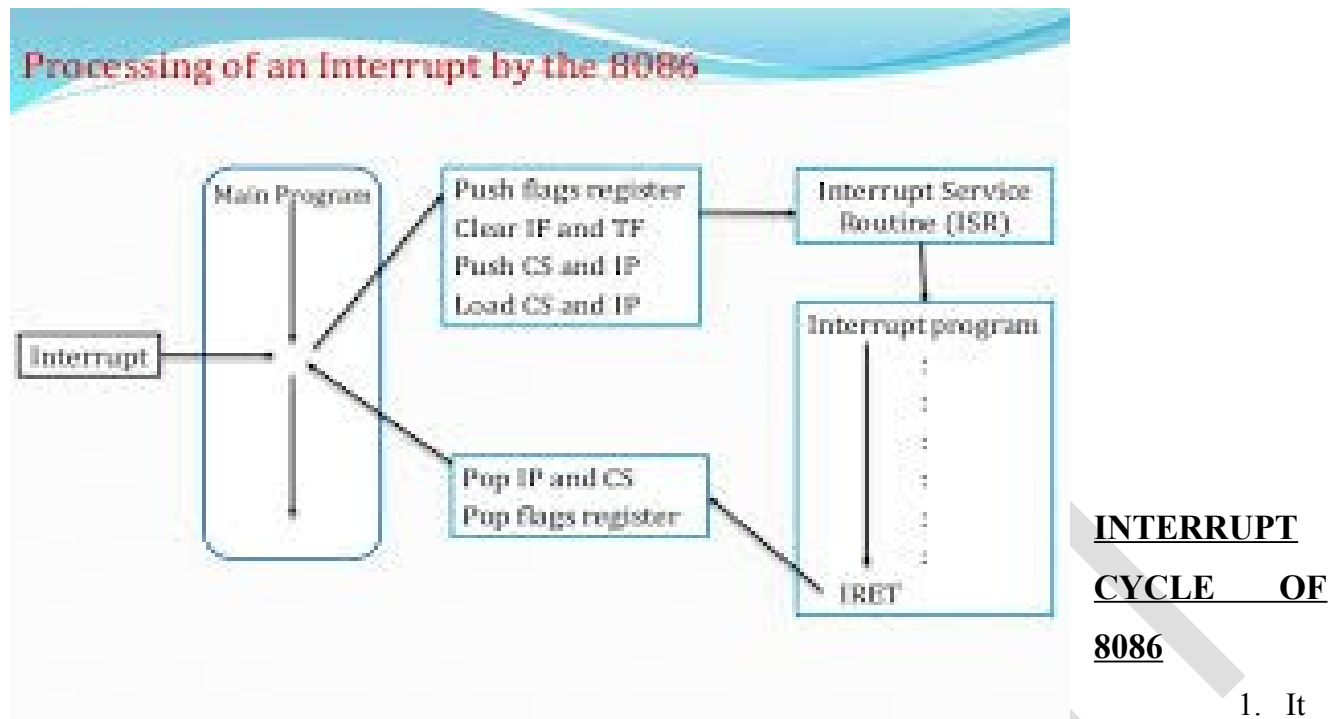 Processing of an Interrupt by the 8086
Main Program
Interrupt
Push flags register
Clear IF and TF
Push CS and IP
Load CS and IP
Interrupt Service
Routine (ISR)
Interrupt program
IRET
Pop IP and CS
Pop flags register
INTERRUPT
CYCLE OF
8086
1. It